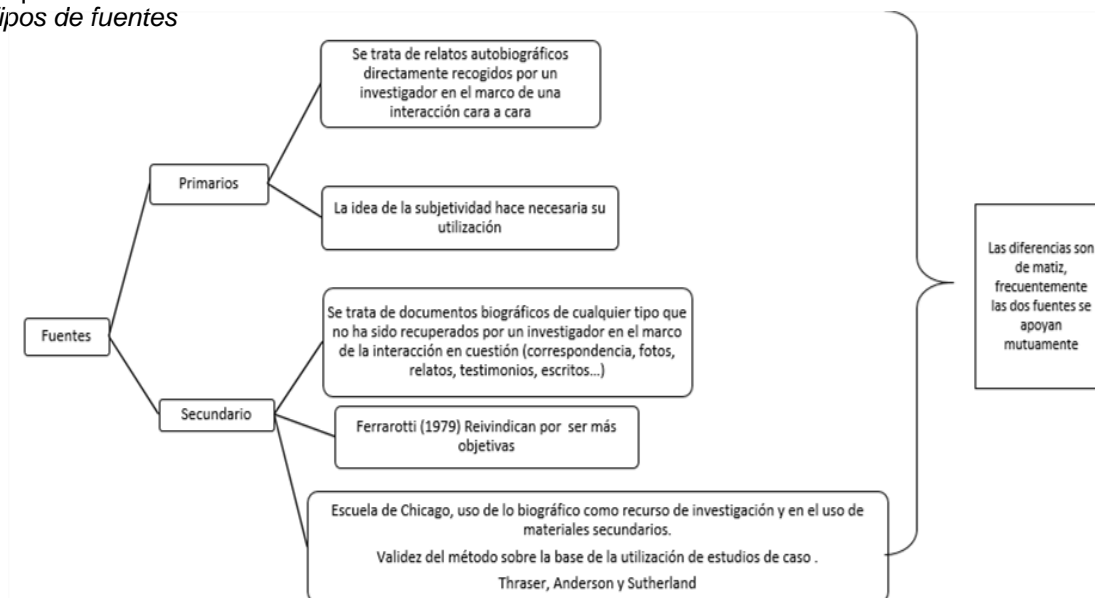 ipos de fuentes
Se trata de relatos autobiográficos
directamente recogidos por un
investigador en el marco de una
interacción cara a cara
Primarios
La idea de la subjetividad hace necesaria su
utilización
Fuentes
Se trata de documentos biográficos de cualquier tipo que
no ha sido recuperados por un investigador en el marco
de la interacción en cuestión (correspondencia, fotos,
relatos, testimonios, escritos...)
Secundario
Ferrarotti (1979) Reivindican por ser más
objetivas
Escuela de Chicago, uso de lo biográfico como recurso de investigación y en el uso de
materiales secundarios.
Validez del método sobre la base de la utilización de estudios de caso .
Thraser, Anderson y Sutherland
Las diferencias son
de matiz,
frecuentemente
las dos fuentes se
apoyan
mutuamente